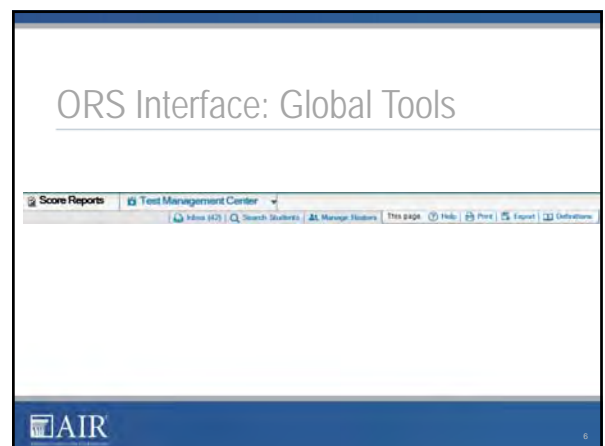 ORS Interface: Global Tools
Score Reports Test Management Center
Inbox (42) Search Students Manage Rosters This page Help Print Export Definitions
AIR
6